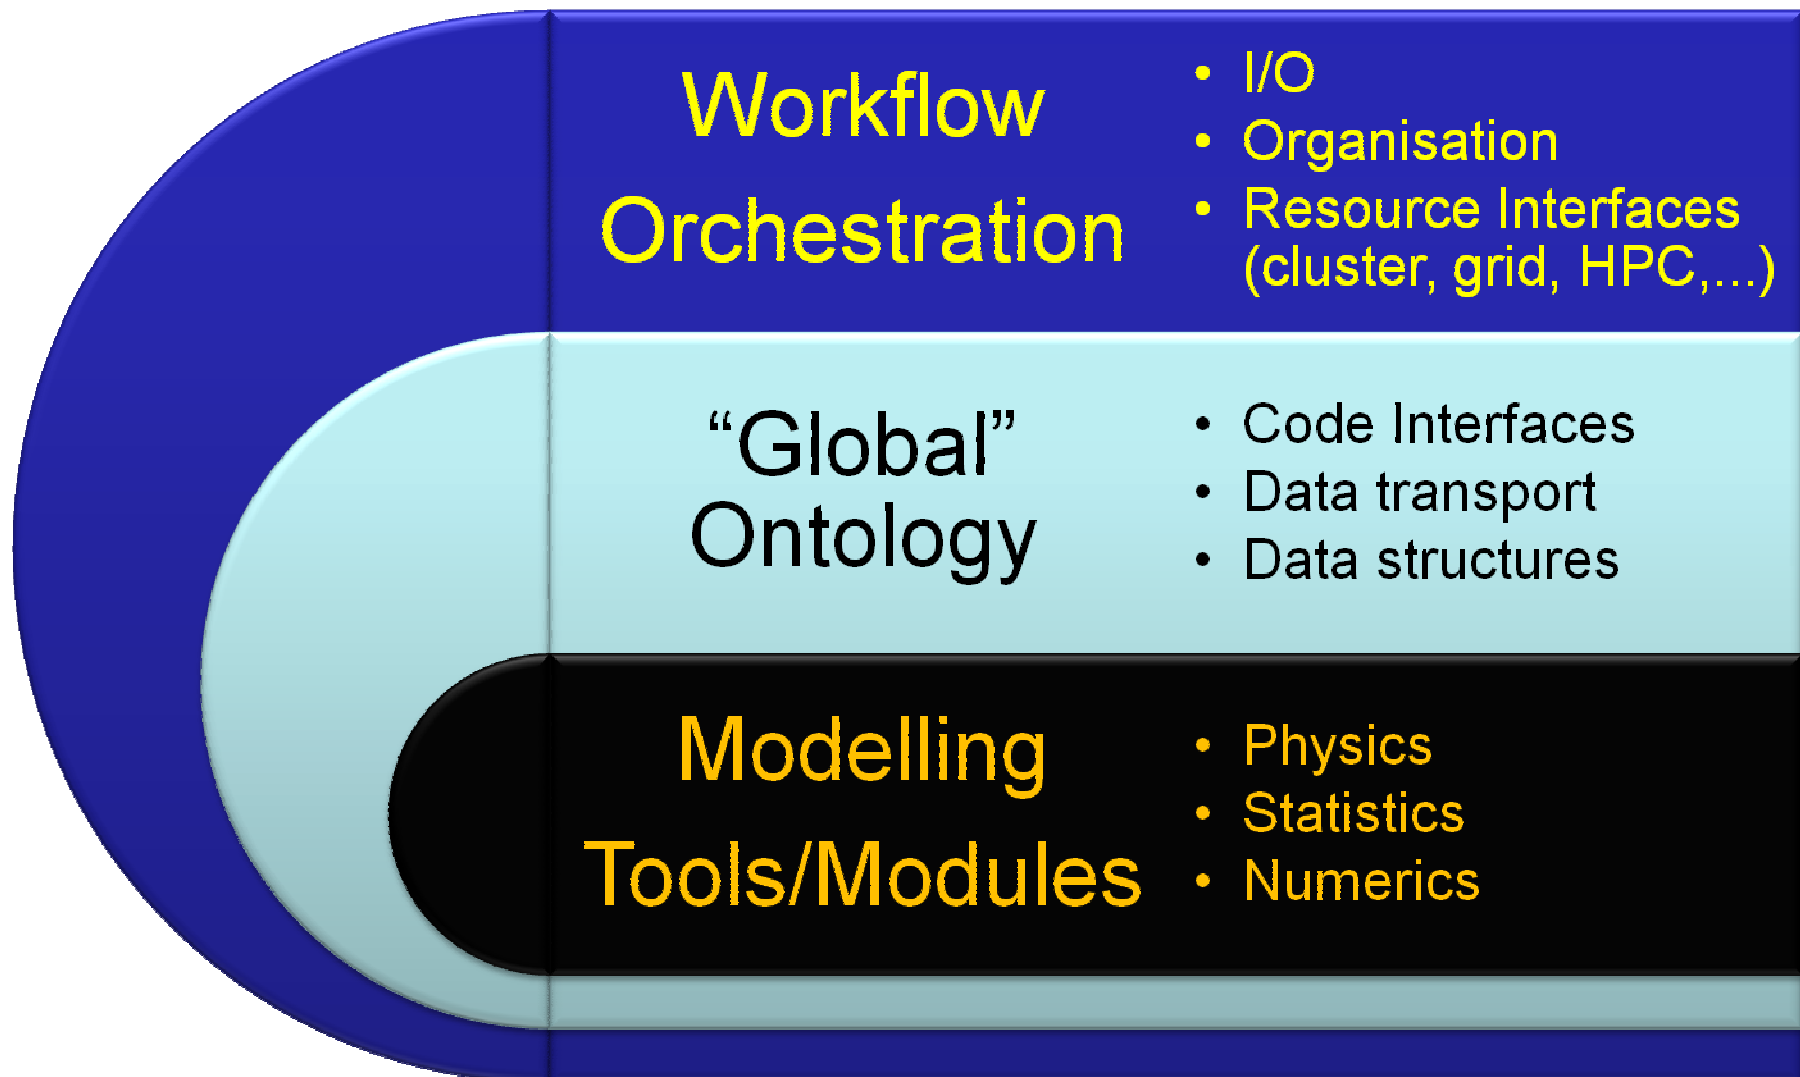 Workflow
Orchestration
• I/O
• Organisation
• Resource Interfaces
(cluster, grid, HPC,...)
“Global”
Ontology
• Code Interfaces
• Data transport
• Data structures
Modelling
Tools/Modules
• Physics
• Statistics
• Numerics